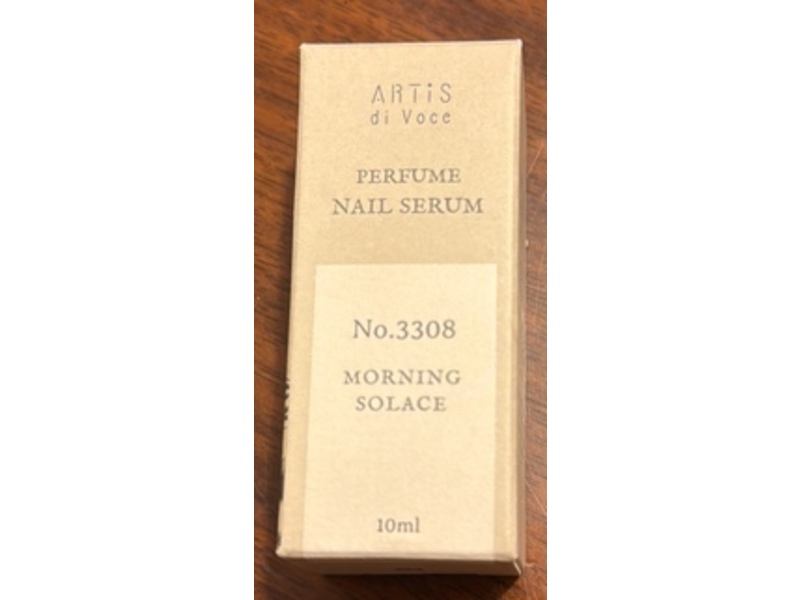 ARTiS
di Voce
PERFUME
NAIL SERUM
No.3308
MORNING
SOLACE
10ml